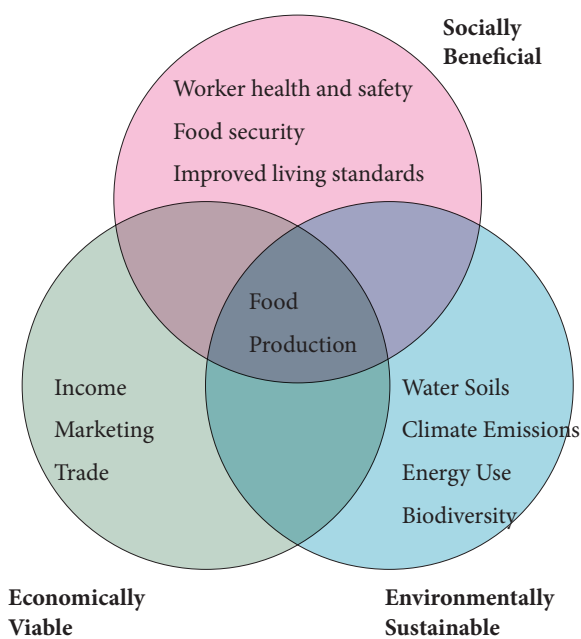 Socially
Beneficial
Worker health and safety
Food security
Improved living standards
Food
Production
Income
Marketing
Trade
Water Soils
Climate Emissions
Energy Use
Biodiversity
Economically
Viable
Environmentally
Sustainable